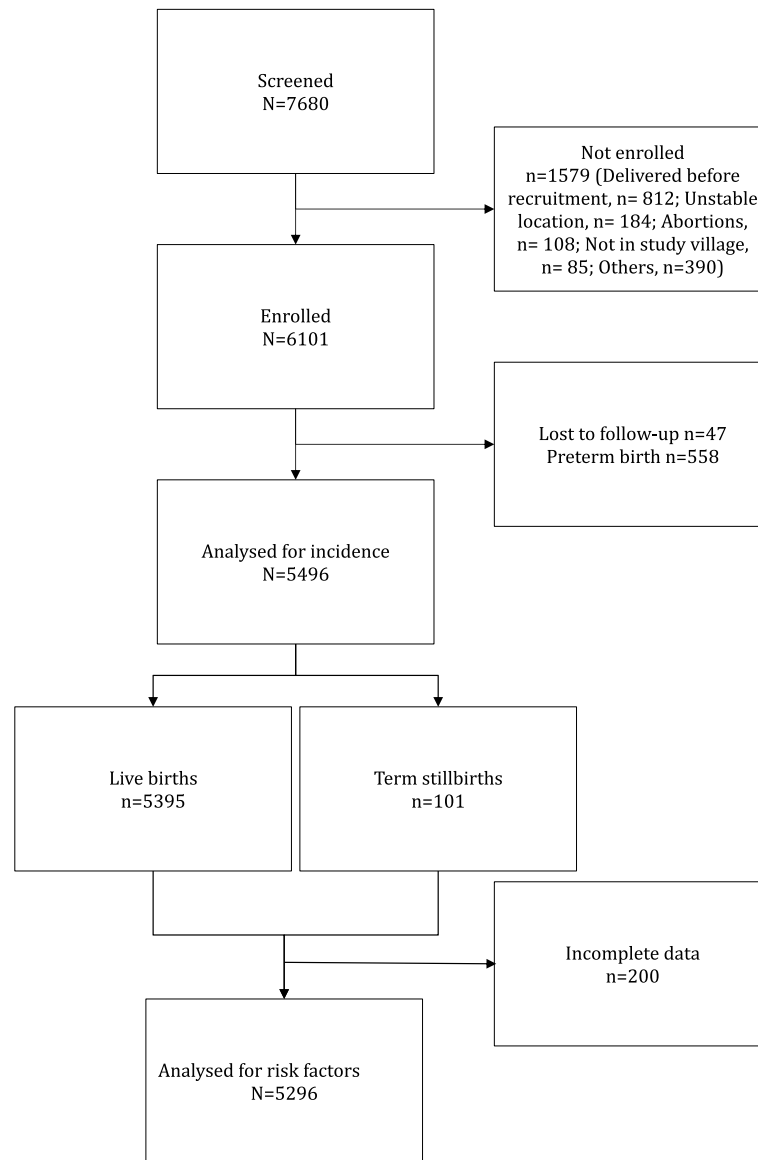 Screened
N=7680
Not enrolled
n=1579 (Delivered before
recruitment, n= 812; Unstable
location, n= 184; Abortions,
n= 108; Not in study village,
n= 85; Others, n=390)
Enrolled
N=6101
Lost to follow-up n=47
Preterm birth n=558
Analysed for incidence
N=5496
Live births
n=5395
Term stillbirths
n=101
Incomplete data
n=200
Analysed for risk factors
N=5296